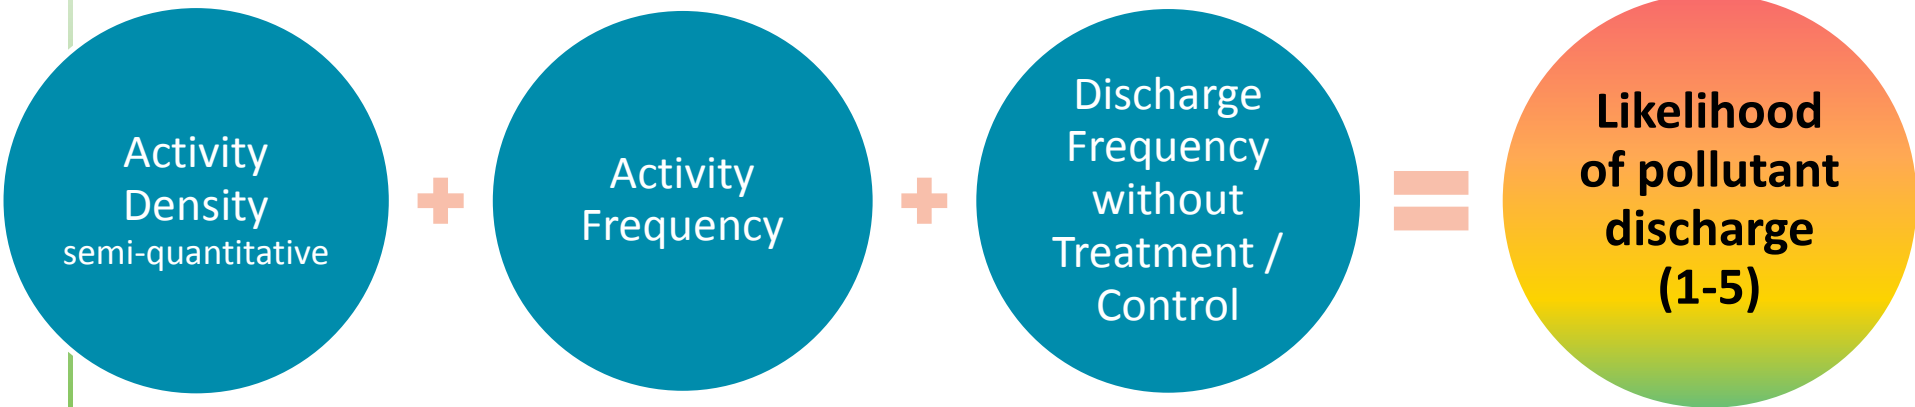 Activity
Density
semi-quantitative
Activity
Frequency
Discharge
Frequency
without
Treatment /
Control
Likelihood
of pollutant
discharge
(1-5)